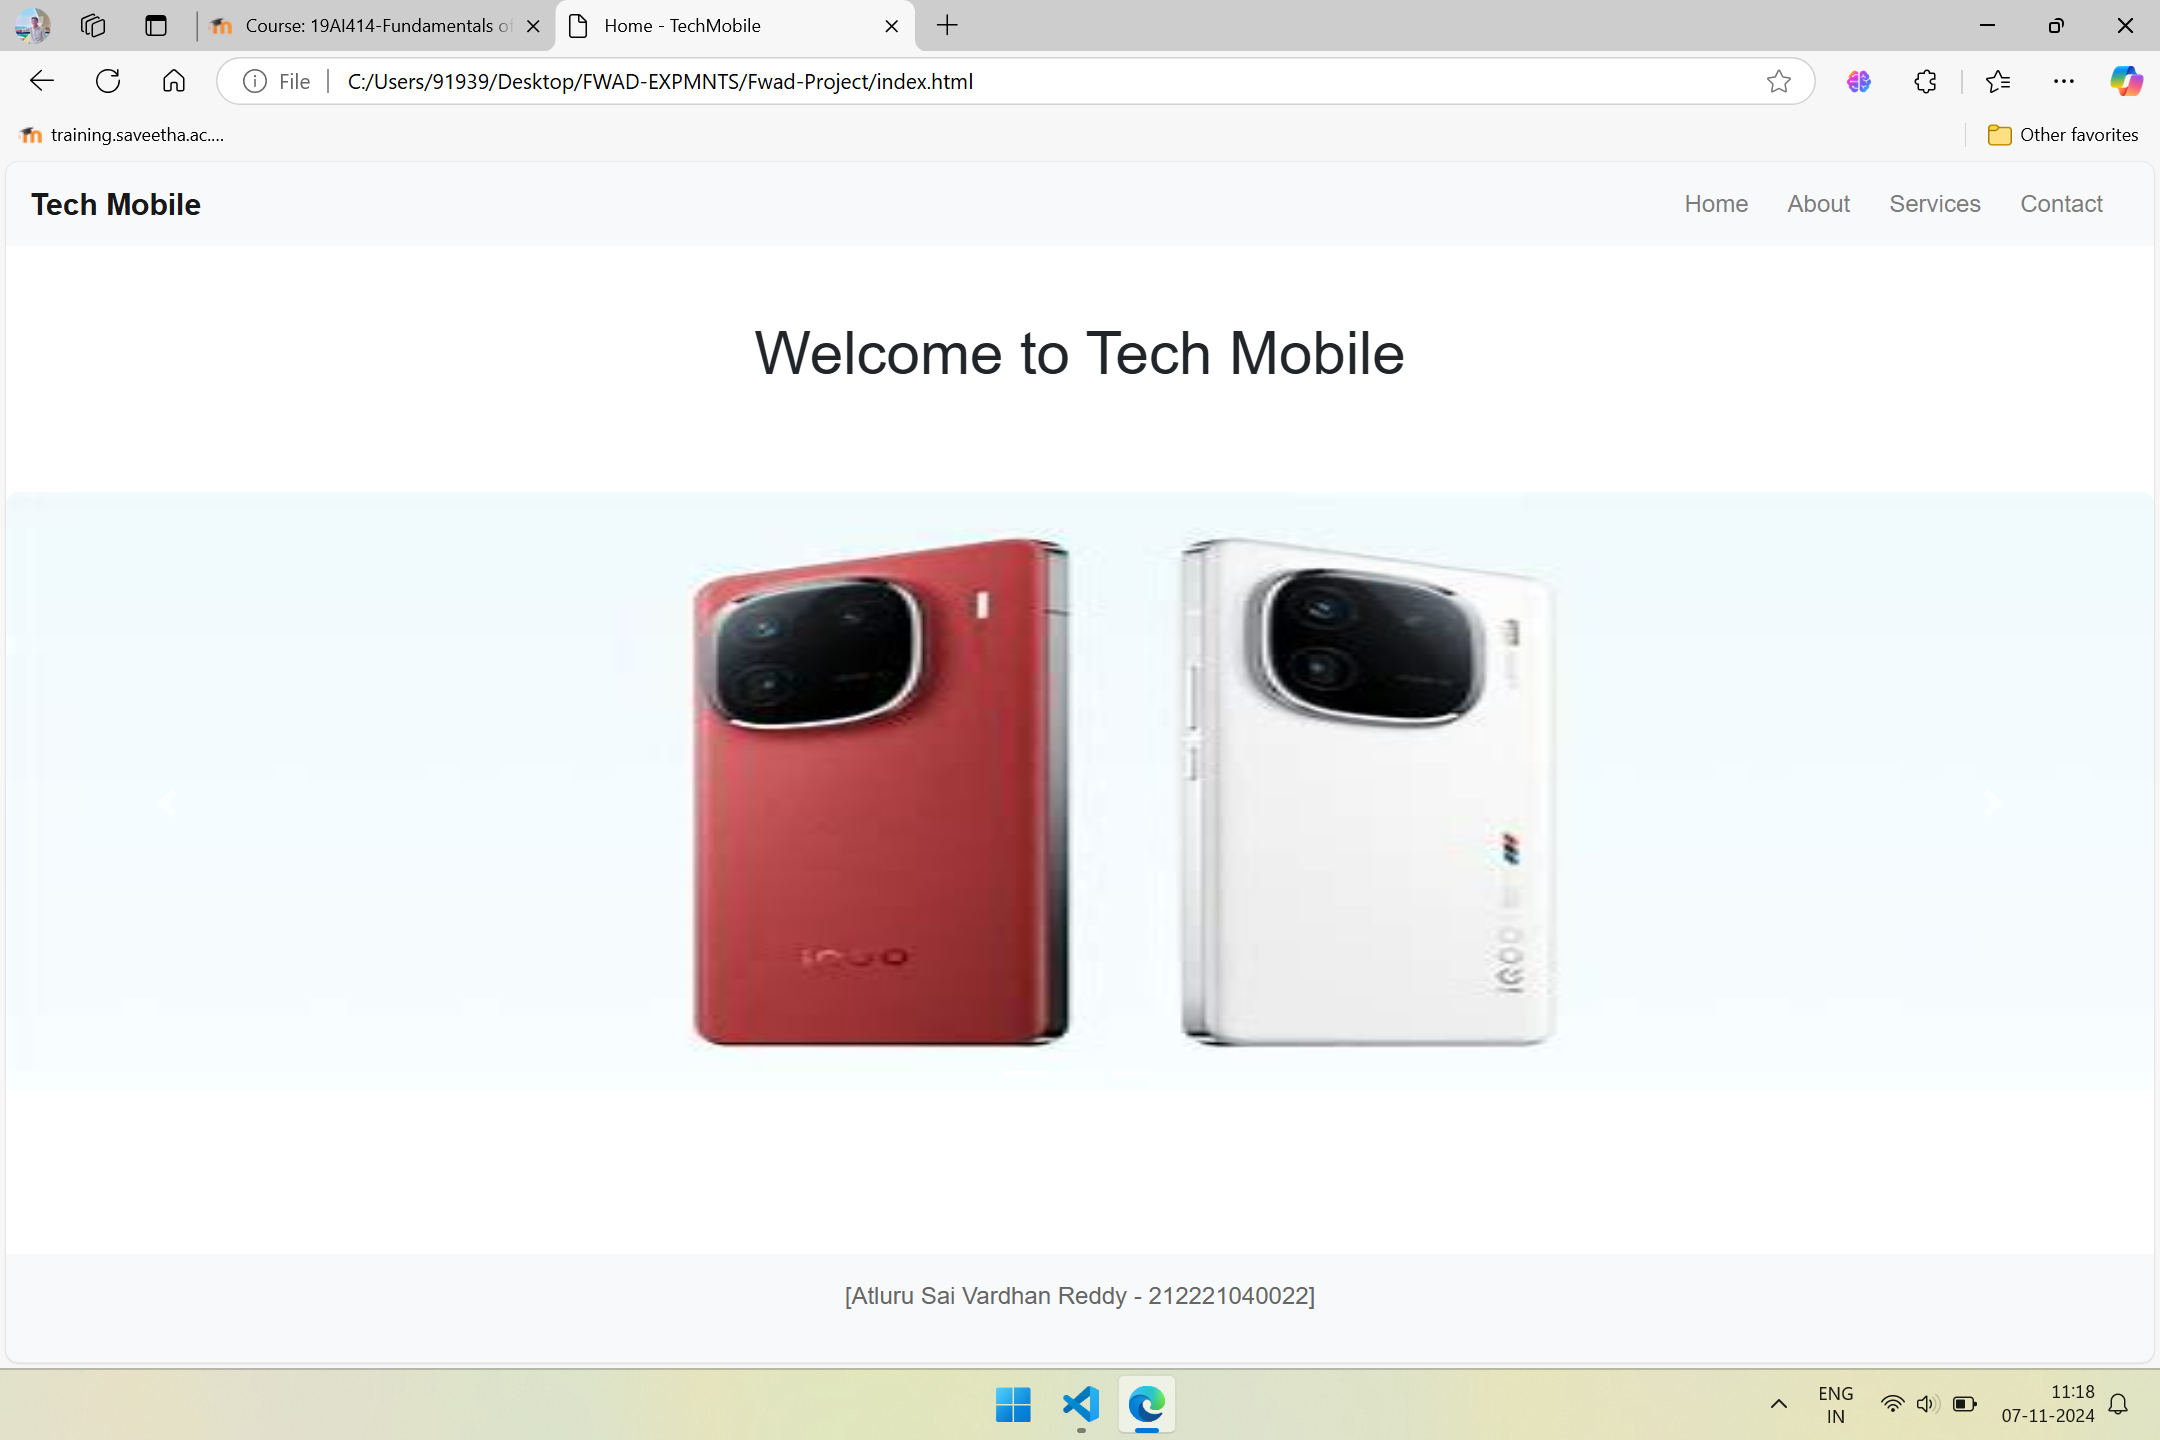 Course: 19AI414-Fundamentals of
Home - TechMobile
File
C:/Users/91939/Desktop/FWAD-EXPMNTS/Fwad-Project/index.html
training.saveetha.ac....
Other favorites
Tech Mobile
Home
About
Services
Contact
Welcome to Tech Mobile
iQOO
iQOO
[Atluru Sai Vardhan Reddy - 212221040022]
ENG
IN
11:18
07-11-2024